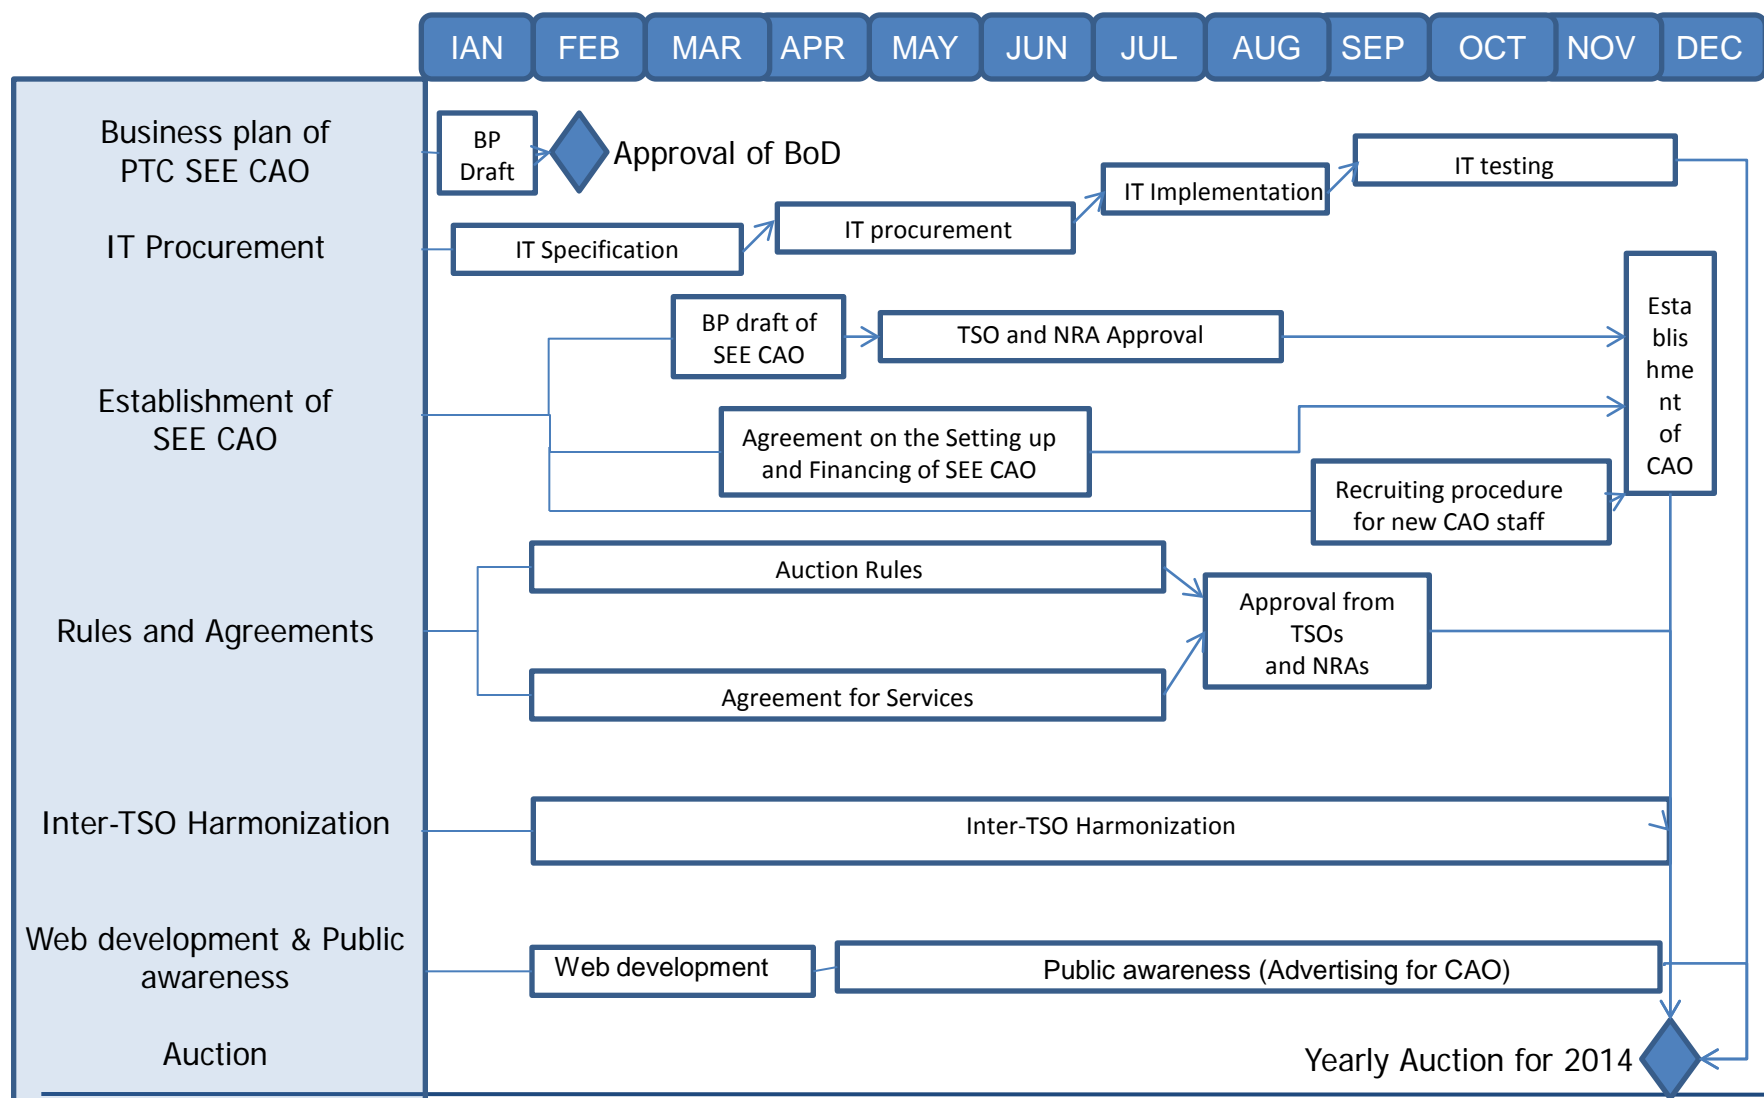 IAN FEB MAR APR MAY JUN JUL AUG SEP OCT NOV DEC
Business plan of
PTC SEE CAO
BP
Draft
Approval of BoD
IT testing
IT Implementation
IT procurement
IT Procurement
IT Specification
Establishment of
SEE CAO
BP draft of
SEE CAO
TSO and NRA Approval
Esta
blis
hme
nt
of
CAO
Agreement on the Setting up
and Financing of SEE CAO
Recruiting procedure
for new CAO staff
Rules and Agreements
Auction Rules
Approval from
TSOs
and NRAs
Agreement for Services
Inter-TSO Harmonization
Inter-TSO Harmonization
Web development & Public
awareness
Web development
Public awareness (Advertising for CAO)
Auction
Yearly Auction for 2014